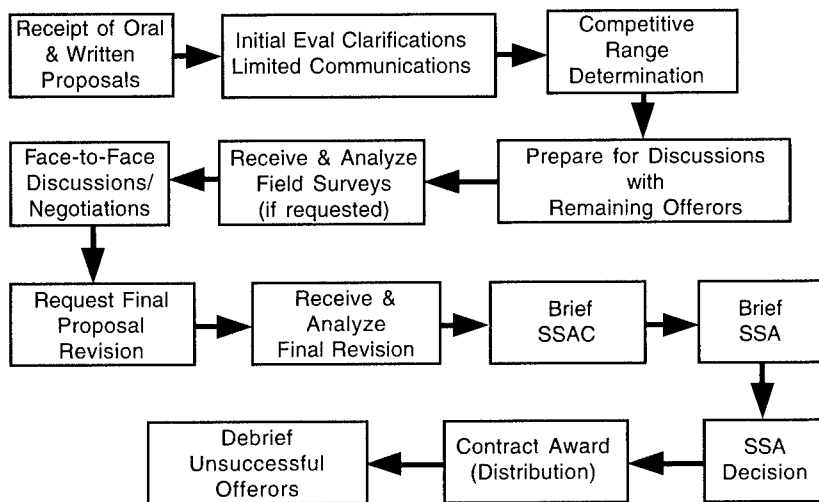 Receipt of Oral
& Written
Proposals
Initial Eval Clarifications
Limited Communications
Competitive
Range
Determination
Face-to-Face
Discussions/
Negotiations
Receive & Analyze
Field Surveys
(if requested)
Prepare for Discussions
with
Remaining Offerors
Request Final
Proposal
Revision
Receive &
Analyze
Final Revision
Brief
SSAC
Brief
SSA
Debrief
Unsuccessful
Offerors
Contract Award
(Distribution)
SSA
Decision